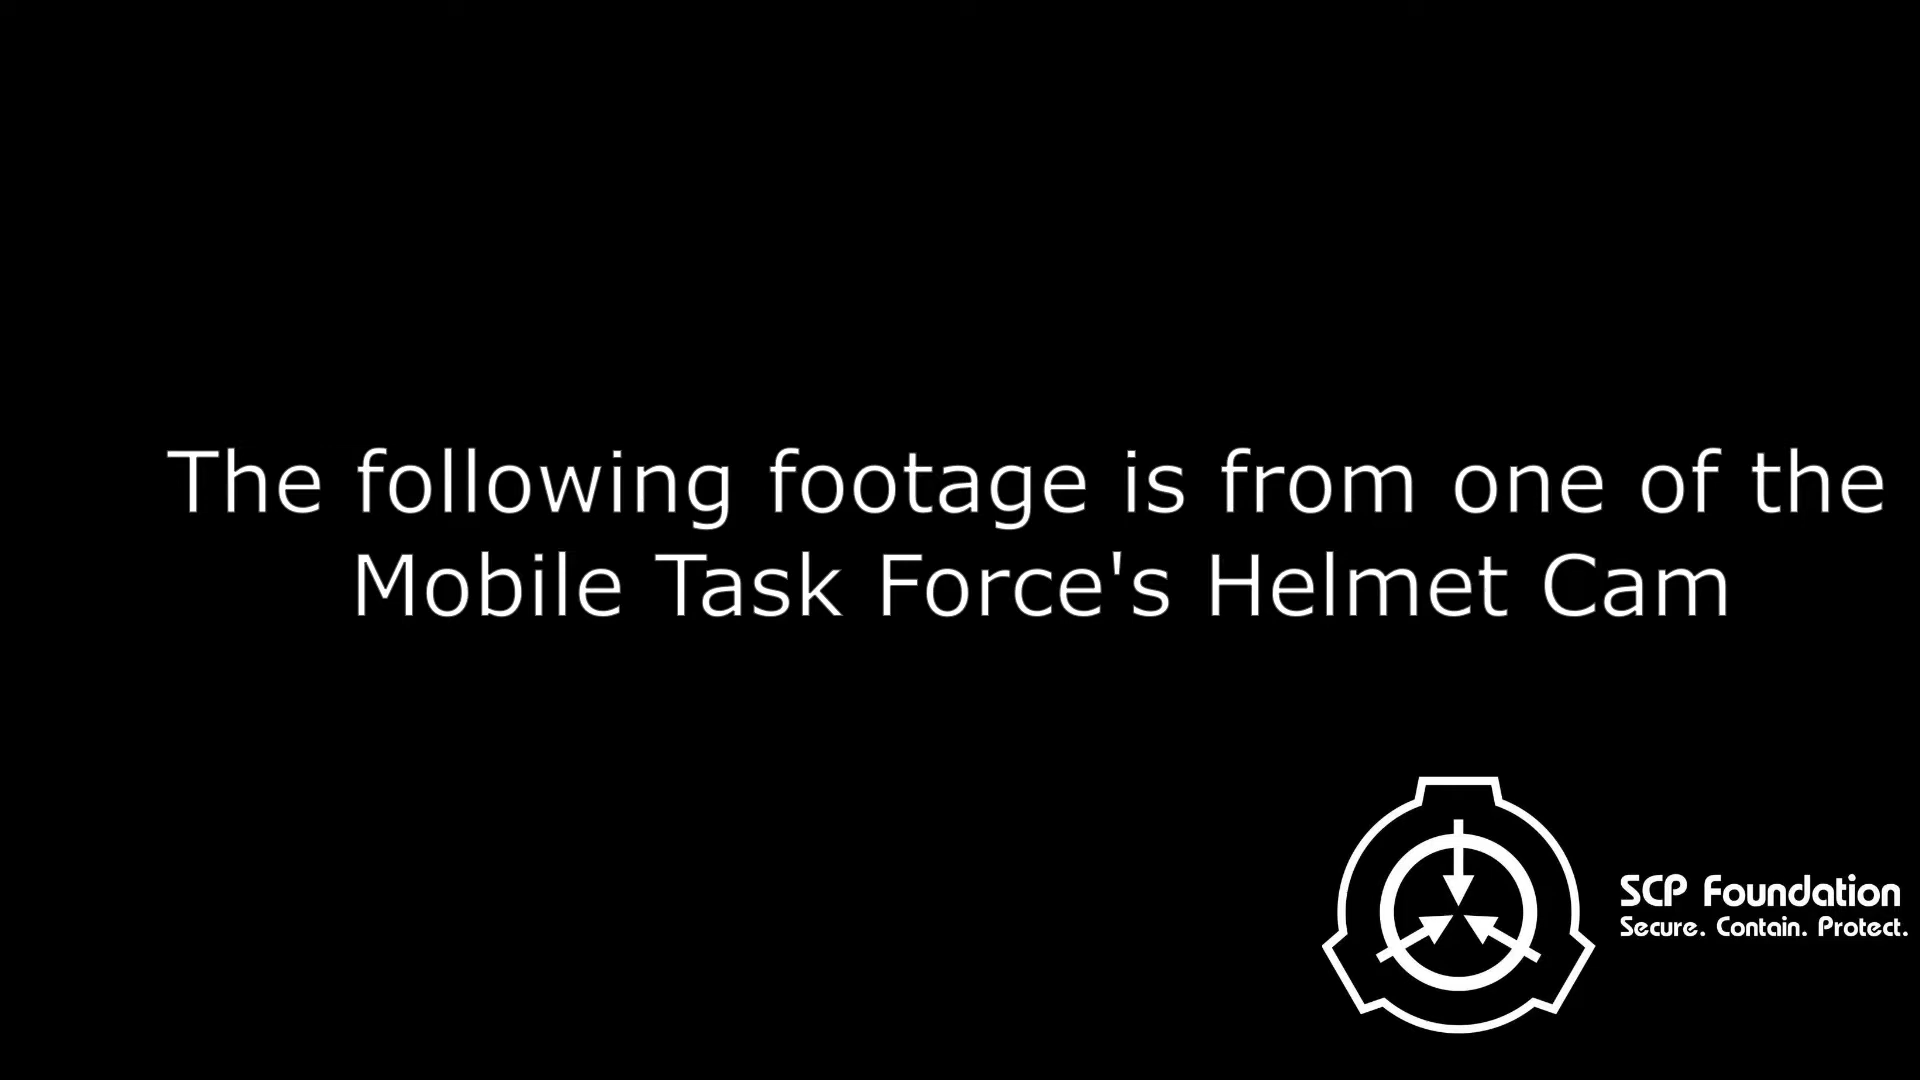 The following footage is from one of the
Mobile Task Force's Helmet Cam
SCP Foundation
Secure. Contain. Protect.